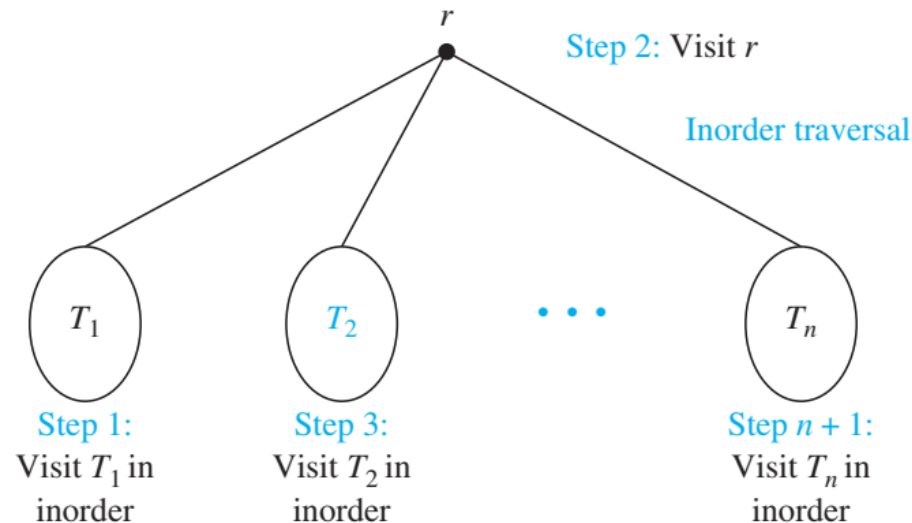 r
Step 2: Visit r
Inorder traversal
T₁
T₂
• • •
Tₙ
Step 1:
Visit T₁ in
inorder
Step 3:
Visit T₂ in
inorder
Step n + 1:
Visit Tₙ in
inorder